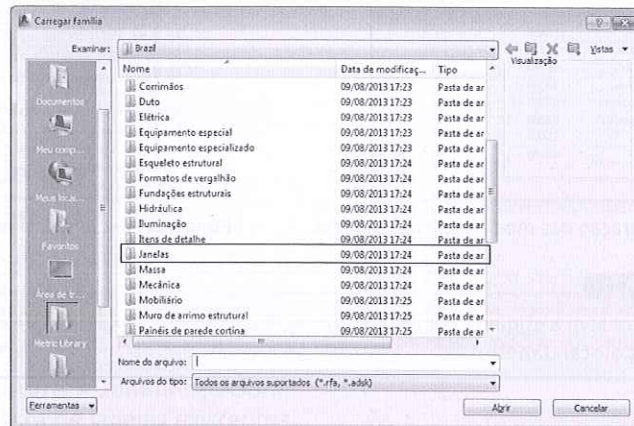 Carregar família
Examinar: Brazil Vistas
Nome Data de modificaç... Tipo Visualização
Corrimãos 09/08/2013 17:23 Pasta de ar
Duto 09/08/2013 17:23 Pasta de ar
Elétrica 09/08/2013 17:23 Pasta de ar
Equipamento especial 09/08/2013 17:23 Pasta de ar
Equipamento especializado 09/08/2013 17:23 Pasta de ar
Esqueleto estrutural 09/08/2013 17:24 Pasta de ar
Formatos de vergalhão 09/08/2013 17:24 Pasta de ar
Fundações estruturais 09/08/2013 17:24 Pasta de ar
Hidráulica 09/08/2013 17:24 Pasta de ar
Iluminação 09/08/2013 17:24 Pasta de ar
Itens de detalhe 09/08/2013 17:24 Pasta de ar
Janelas 09/08/2013 17:24 Pasta de ar
Massa 09/08/2013 17:24 Pasta de ar
Mecânica 09/08/2013 17:24 Pasta de ar
Mobiliário 09/08/2013 17:25 Pasta de ar
Muro de arrimo estrutural 09/08/2013 17:25 Pasta de ar
Painéis de parede cortina 09/08/2013 17:25 Pasta de ar
Documentos
Meu comp...
Meus locai...
Favoritos
Área de tr...
Metric Library
Nome do arquivo:
Arquivos do tipo: Todos os arquivos suportados (*.rfa, *.adsk)
Ferramentas Abrir Cancelar